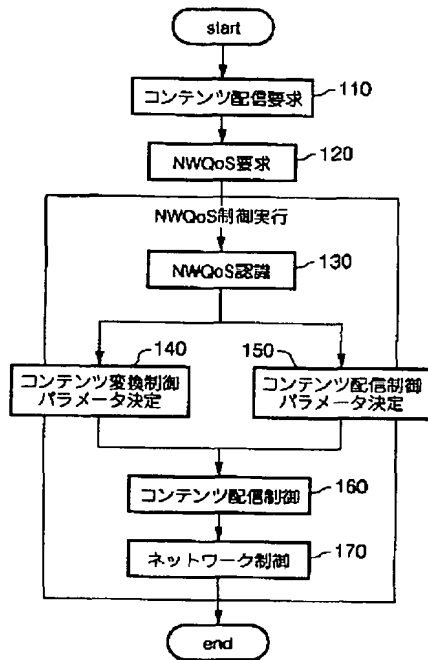 start
コンテンツ配信要求
110
NWQoS要求
120
NWQoS制御実行
NWQoS認識
130
140
コンテンツ変換制御
パラメータ決定
150
コンテンツ配信制御
パラメータ決定
コンテンツ配信制御
160
ネットワーク制御
170
end